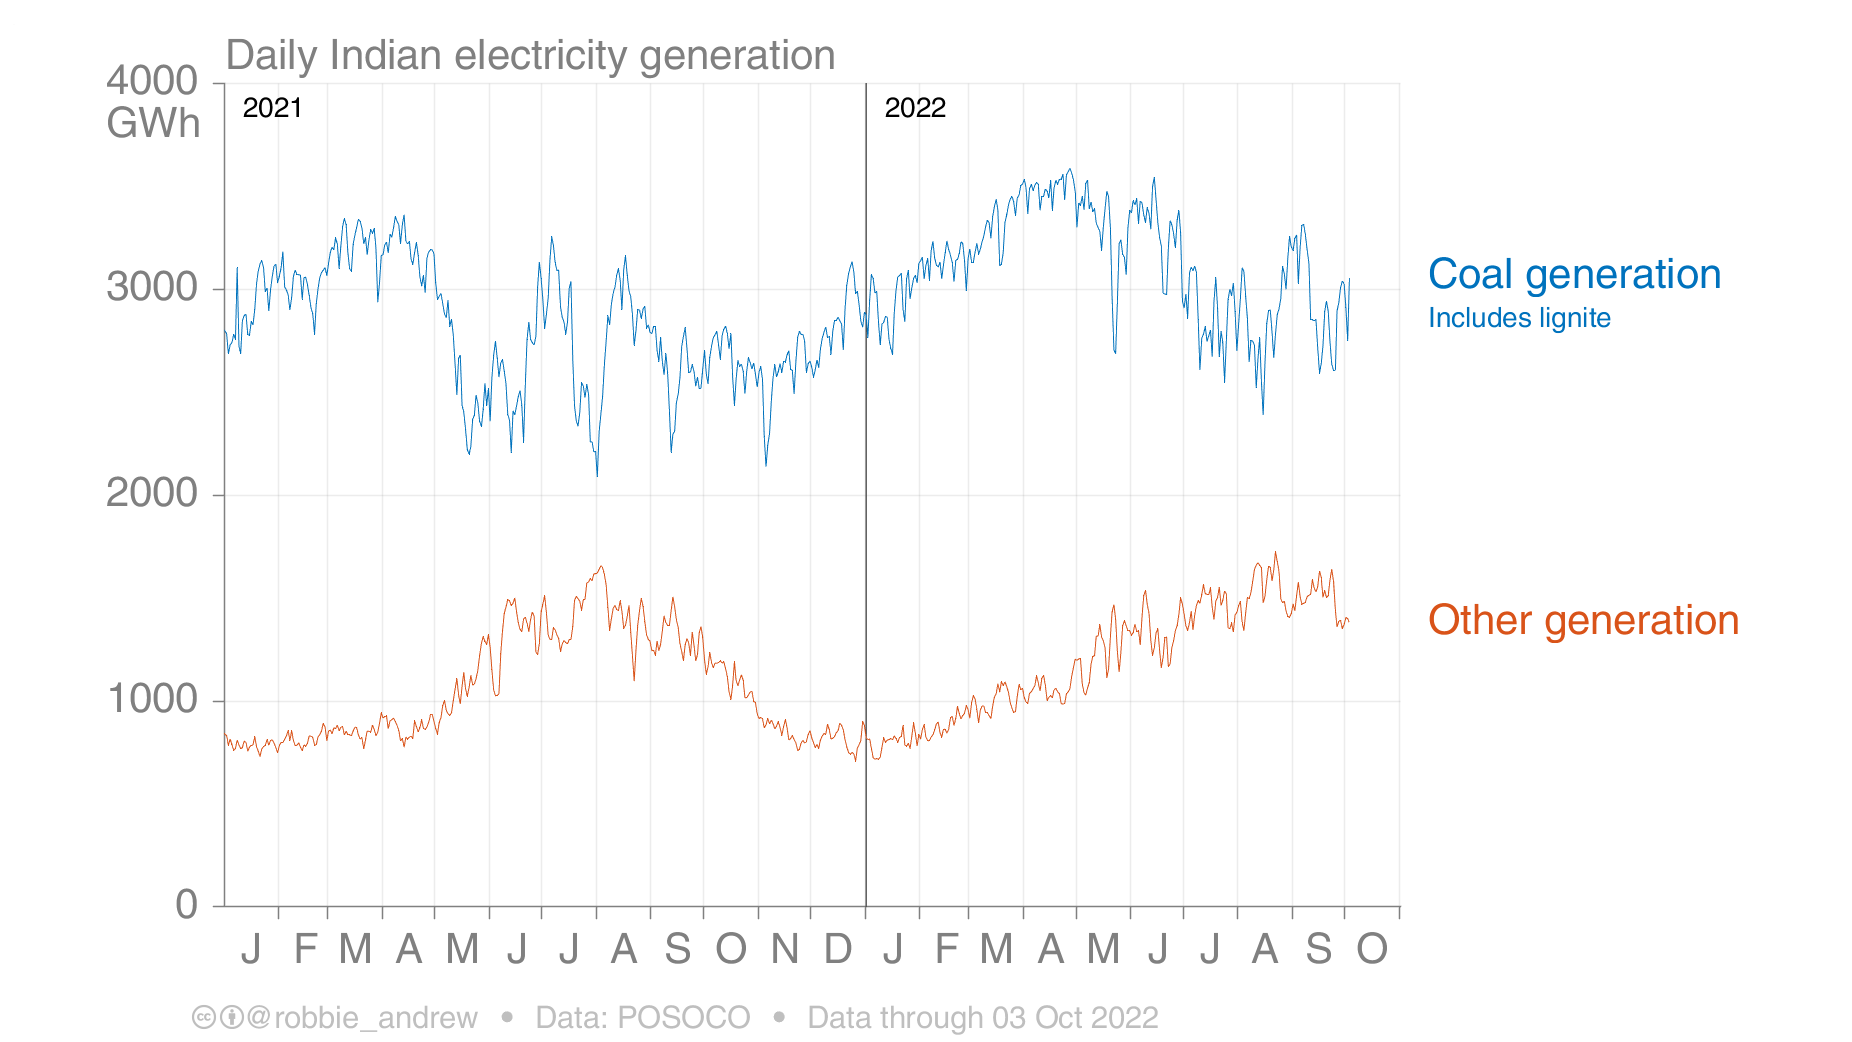 Daily Indian electricity generation
4000
GWh
2021
2022
3000
2000
1000
0
Coal generation
Includes lignite
Other generation
J F M A M J J A S O N D J F M A M J J A S O
cc @robbie_andrew • Data: POSOCO • Data through 03 Oct 2022